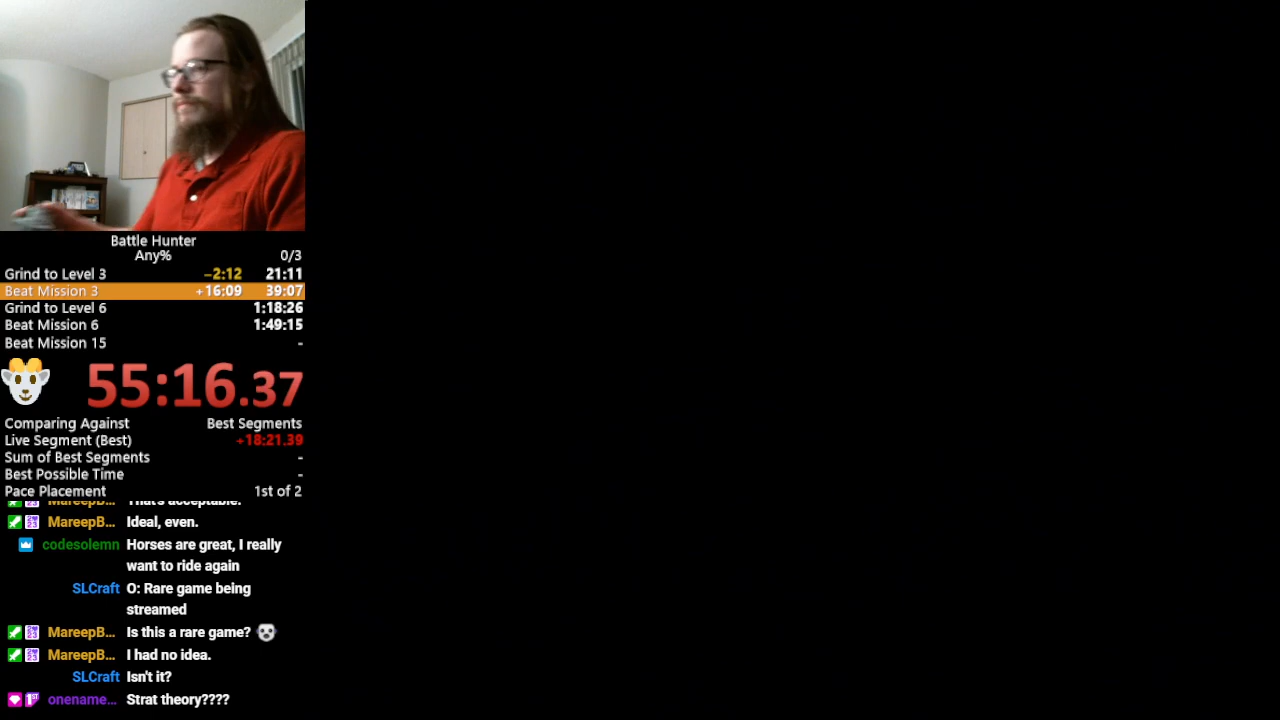 Battle Hunter
Any% 0/3
Grind to Level 3 −2:12 21:11
Beat Mission 3 +16:09 39:07
Grind to Level 6 1:18:26
Beat Mission 6 1:49:15
Beat Mission 15 -
55:16.37
Comparing Against Best Segments
Live Segment (Best) +18:21.39
Sum of Best Segments -
Best Possible Time -
Pace Placement 1st of 2
MareepB... That's acceptable.
MareepB... Ideal, even.
codesolemn Horses are great, I really
want to ride again
SLCraft O: Rare game being
streamed
MareepB... Is this a rare game?
MareepB... I had no idea.
SLCraft Isn't it?
onename... Strat theory????